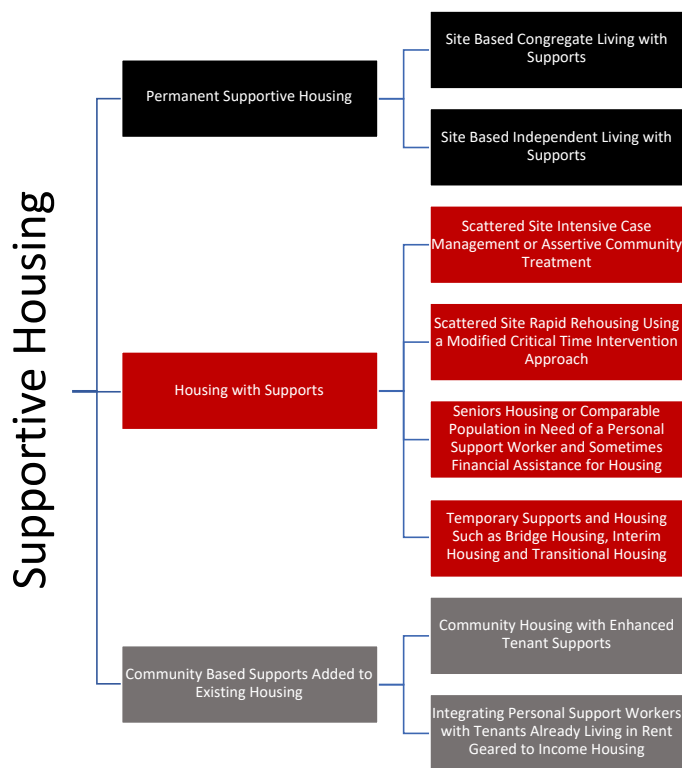 Supportive Housing
Permanent Supportive Housing
Site Based Congregate Living with
Supports
Site Based Independent Living with
Supports
Housing with Supports
Scattered Site Intensive Case
Management or Assertive Community
Treatment
Scattered Site Rapid Rehousing Using
a Modified Critical Time Intervention
Approach
Seniors Housing or Comparable
Population in Need of a Personal
Support Worker and Sometimes
Financial Assistance for Housing
Temporary Supports and Housing
Such as Bridge Housing, Interim
Housing and Transitional Housing
Community Based Supports Added to
Existing Housing
Community Housing with Enhanced
Tenant Supports
Integrating Personal Support Workers
with Tenants Already Living in Rent
Geared to Income Housing